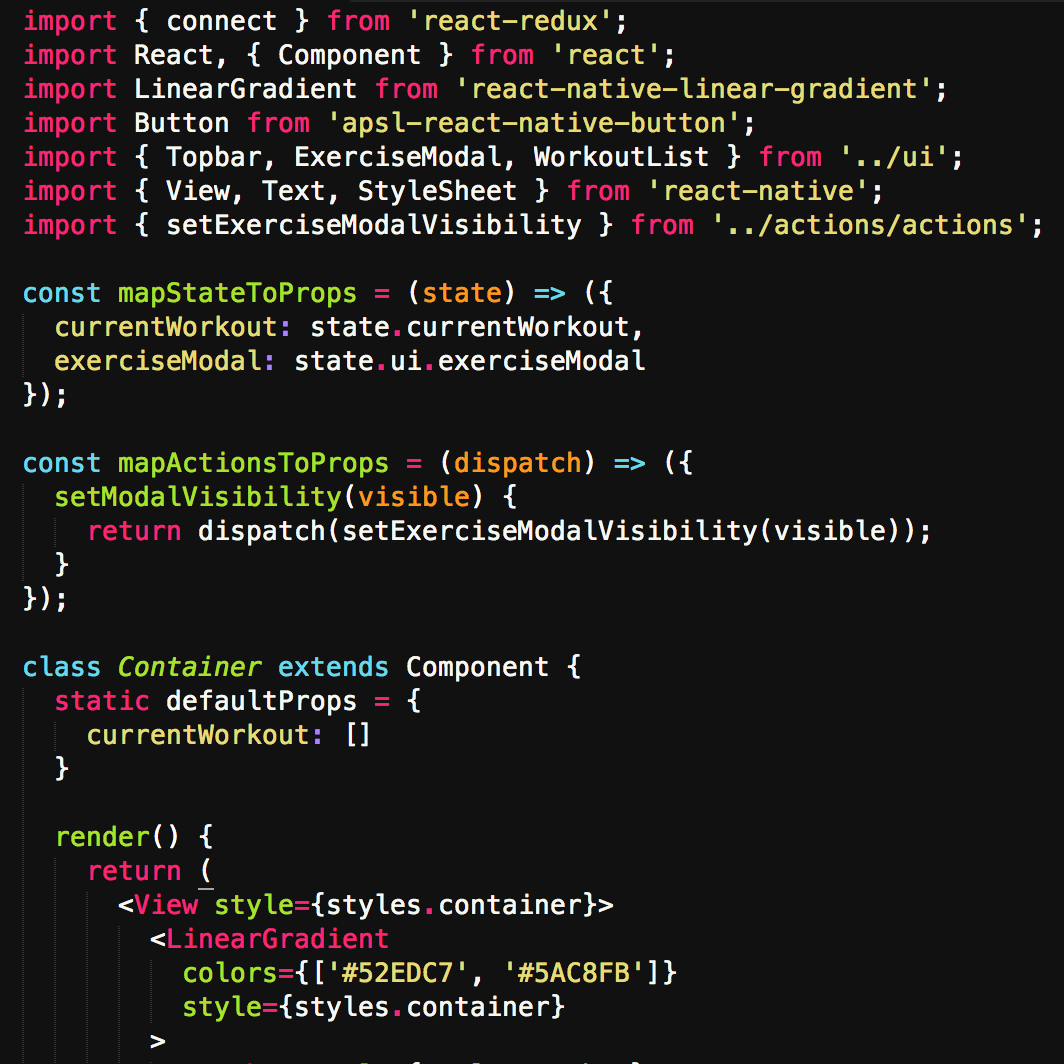 import { connect } from 'react-redux';
import React, { Component } from 'react';
import LinearGradient from 'react-native-linear-gradient';
import Button from 'apsl-react-native-button';
import { Topbar, ExerciseModal, WorkoutList } from '../ui';
import { View, Text, StyleSheet } from 'react-native';
import { setExerciseModalVisibility } from '../actions/actions';

const mapStateToProps = (state) => ({
  currentWorkout: state.currentWorkout,
  exerciseModal: state.ui.exerciseModal
});

const mapActionsToProps = (dispatch) => ({
  setModalVisibility(visible) {
    return dispatch(setExerciseModalVisibility(visible));
  }
});

class Container extends Component {
  static defaultProps = {
    currentWorkout: []
  }

  render() {
    return (
      <View style={styles.container}>
        <LinearGradient
          colors={['#52EDC7', '#5AC8FB']}
          style={styles.container}
        >